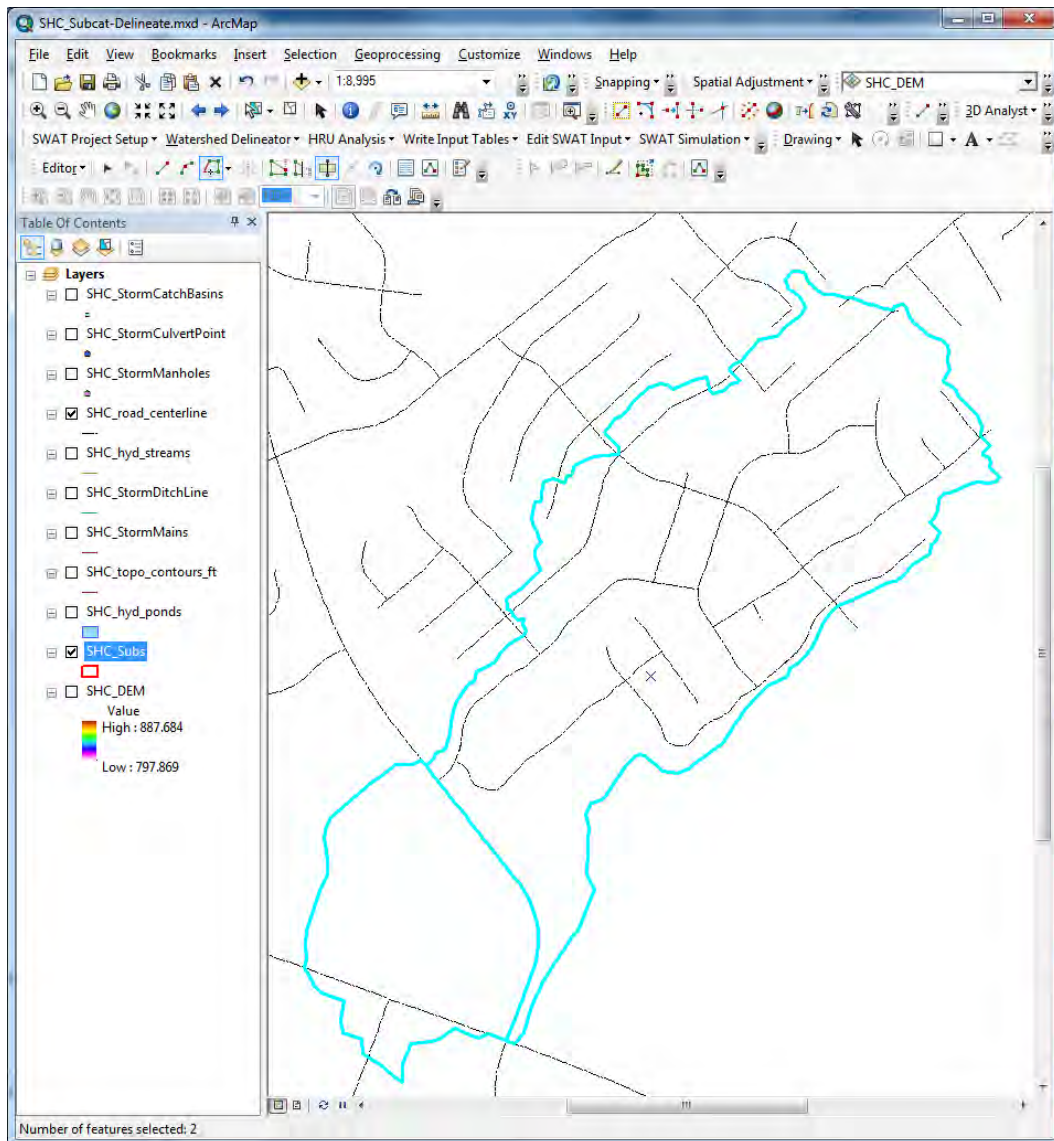 SHC_Subcat-Delineate.mxd - ArcMap
File Edit View Bookmarks Insert Selection Geoprocessing Customize Windows Help
1:8,995 Snapping Spatial Adjustment SHC_DEM
3D Analyst
SWAT Project Setup Watershed Delineator HRU Analysis Write Input Tables Edit SWAT Input SWAT Simulation Drawing A
Editor
Table Of Contents
Layers
SHC_StormCatchBasins
SHC_StormCulvertPoint
SHC_StormManholes
SHC_road_centerline
SHC_hyd_streams
SHC_StormDitchLine
SHC_StormMains
SHC_topo_contours_ft
SHC_hyd_ponds
SHC_Subs
SHC_DEM
Value
High : 887.684
Low : 797.869
Number of features selected: 2